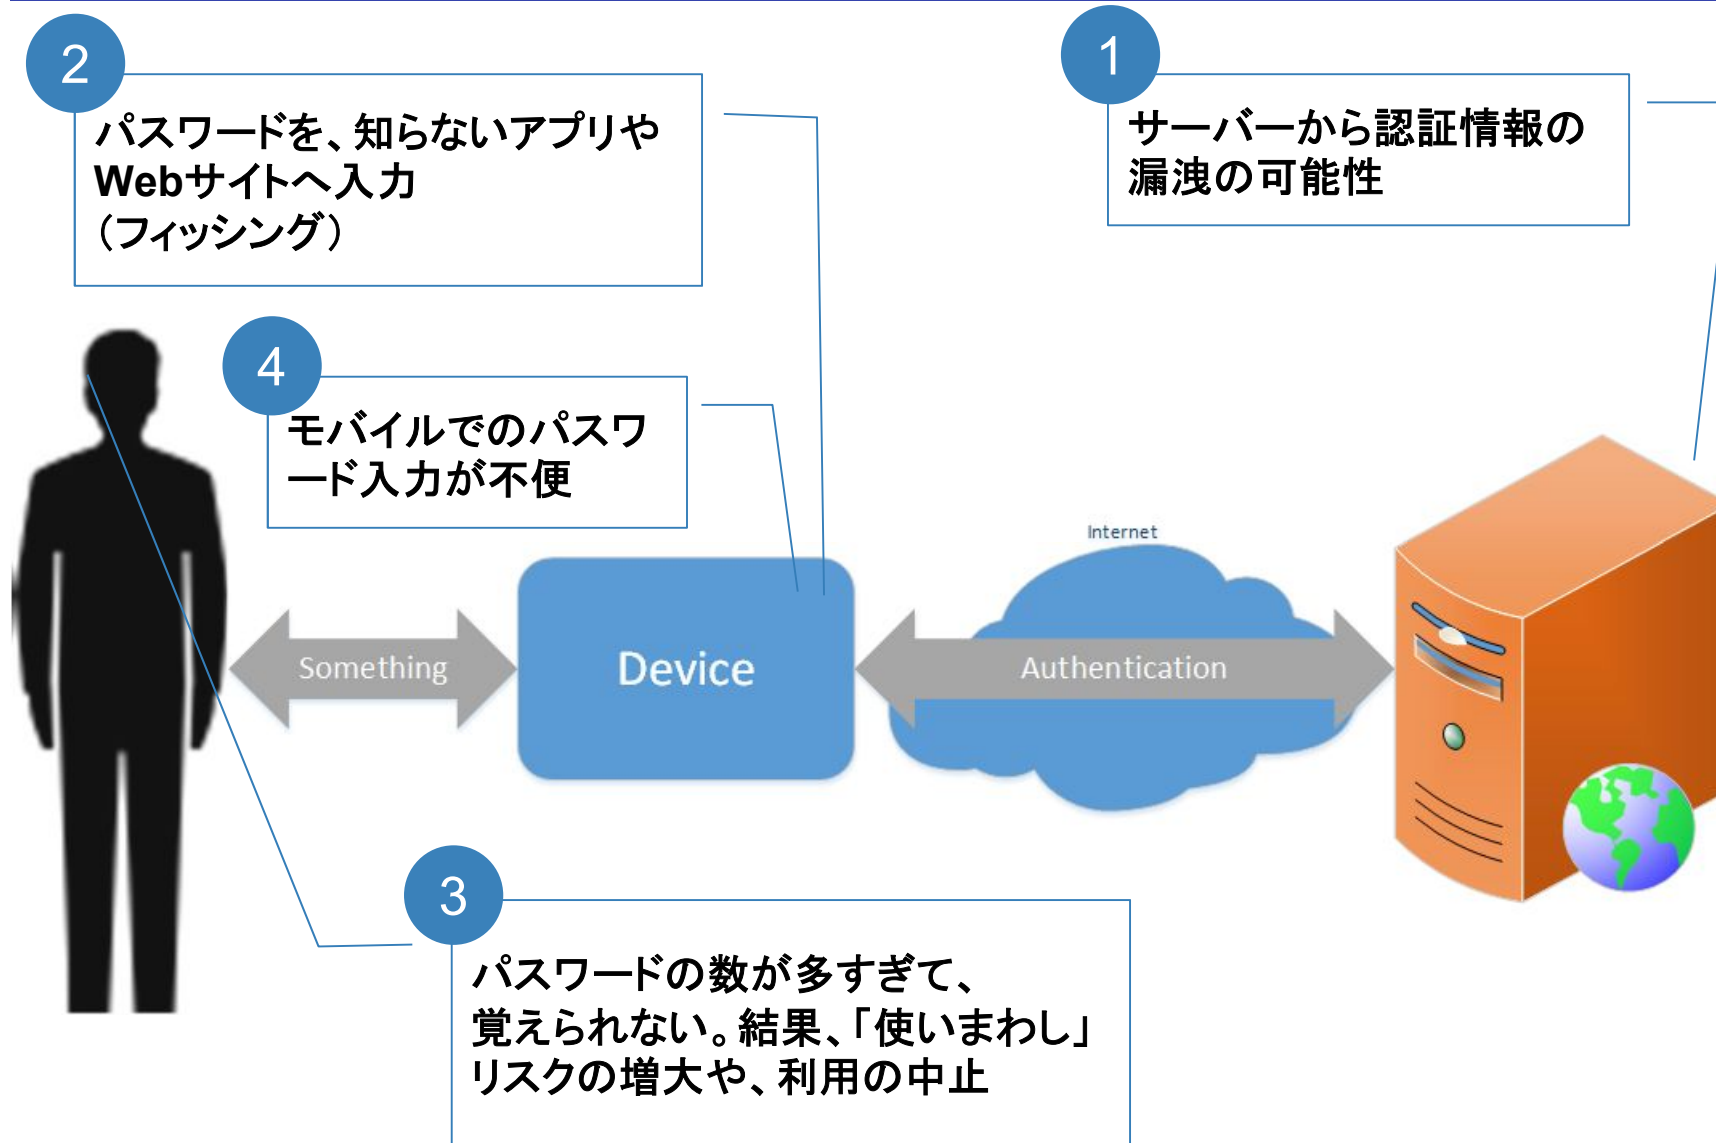 2
パスワードを、知らないアプリや
Webサイトへ入力
（フィッシング）
1
サーバーから認証情報の
漏洩の可能性
4
モバイルでのパスワ
ード入力が不便
Internet
Something
Device
Authentication
3
パスワードの数が多すぎて、
覚えられない。結果、「使いまわし」
リスクの増大や、利用の中止